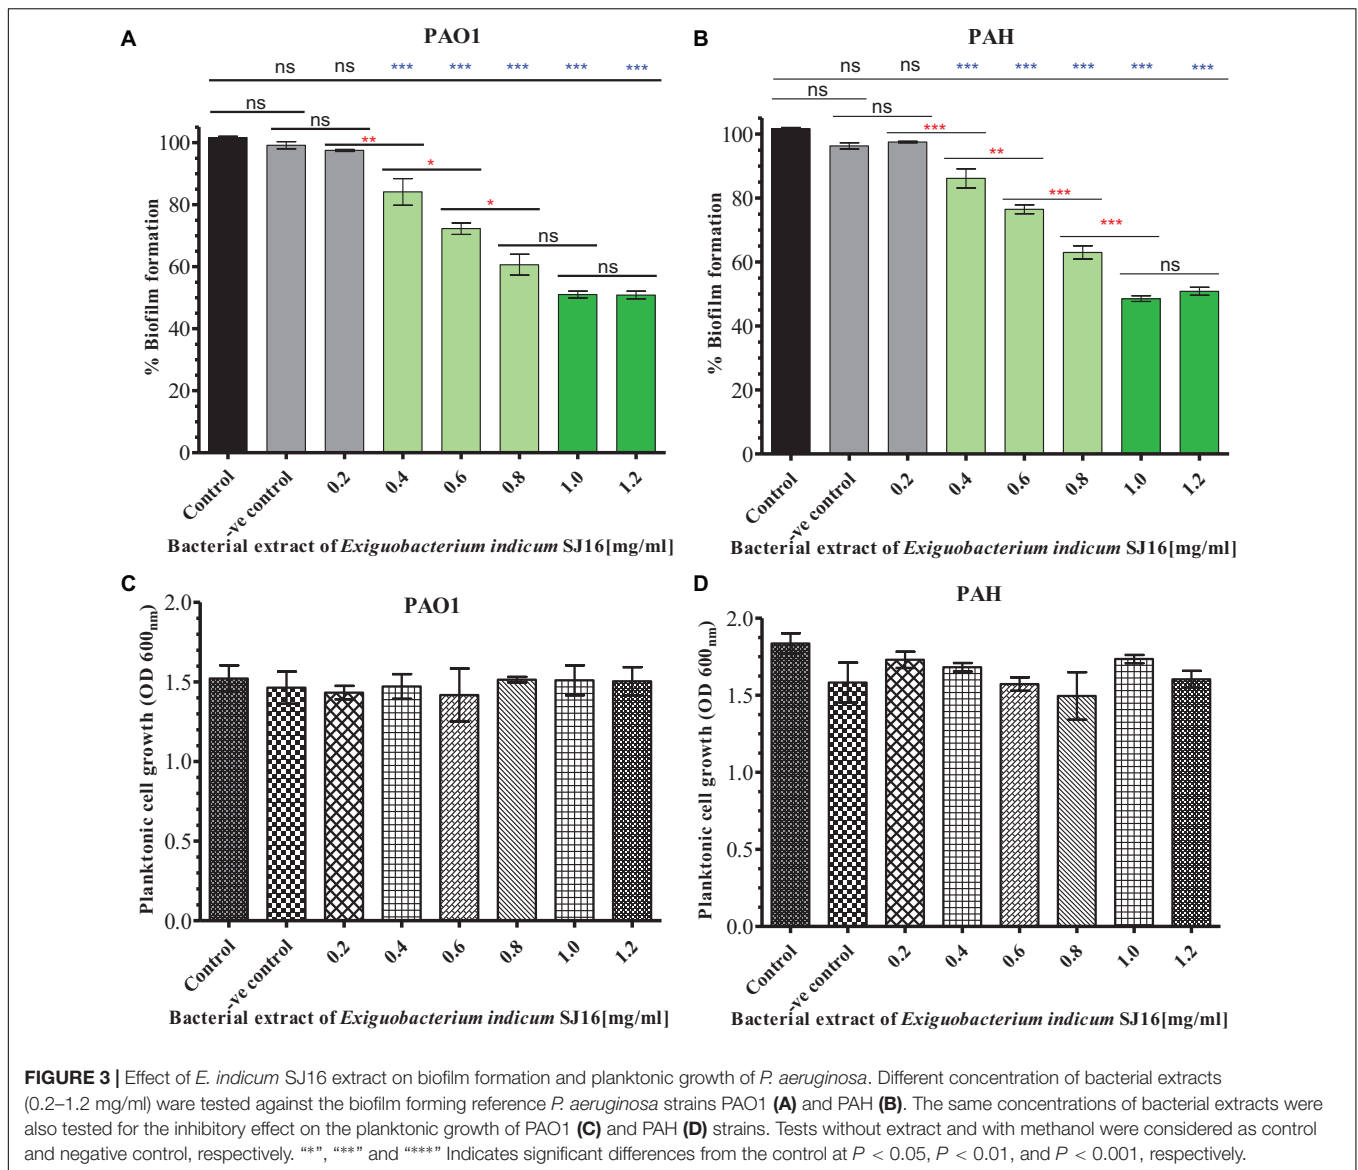 A
PAO1
ns ns *** *** *** *** ***
ns
ns
**
*
*
ns
ns
% Biofilm formation
100
80
60
40
20
0
Control
-ve control
0.2
0.4
0.6
0.8
1.0
1.2
Bacterial extract of Exiguobacterium indicum SJ16[mg/ml]
B
PAH
ns ns *** *** *** *** ***
ns
ns
***
**
***
***
ns
% Biofilm formation
100
80
60
40
20
0
Control
-ve control
0.2
0.4
0.6
0.8
1.0
1.2
Bacterial extract of Exiguobacterium indicum SJ16[mg/ml]
C
PAO1
Planktonic cell growth (OD 600nm)
2.0
1.5
1.0
0.5
0.0
Control
-ve control
0.2
0.4
0.6
0.8
1.0
1.2
Bacterial extract of Exiguobacterium indicum SJ16[mg/ml]
D
PAH
Planktonic cell growth (OD 600nm)
2.0
1.5
1.0
0.5
0.0
Control
-ve control
0.2
0.4
0.6
0.8
1.0
1.2
Bacterial extract of Exiguobacterium indicum SJ16[mg/ml]
FIGURE 3 | Effect of E. indicum SJ16 extract on biofilm formation and planktonic growth of P. aeruginosa. Different concentration of bacterial extracts
(0.2–1.2 mg/ml) ware tested against the biofilm forming reference P. aeruginosa strains PAO1 (A) and PAH (B). The same concentrations of bacterial extracts were
also tested for the inhibitory effect on the planktonic growth of PAO1 (C) and PAH (D) strains. Tests without extract and with methanol were considered as control
and negative control, respectively. “*”, “**” and “***” Indicates significant differences from the control at P < 0.05, P < 0.01, and P < 0.001, respectively.